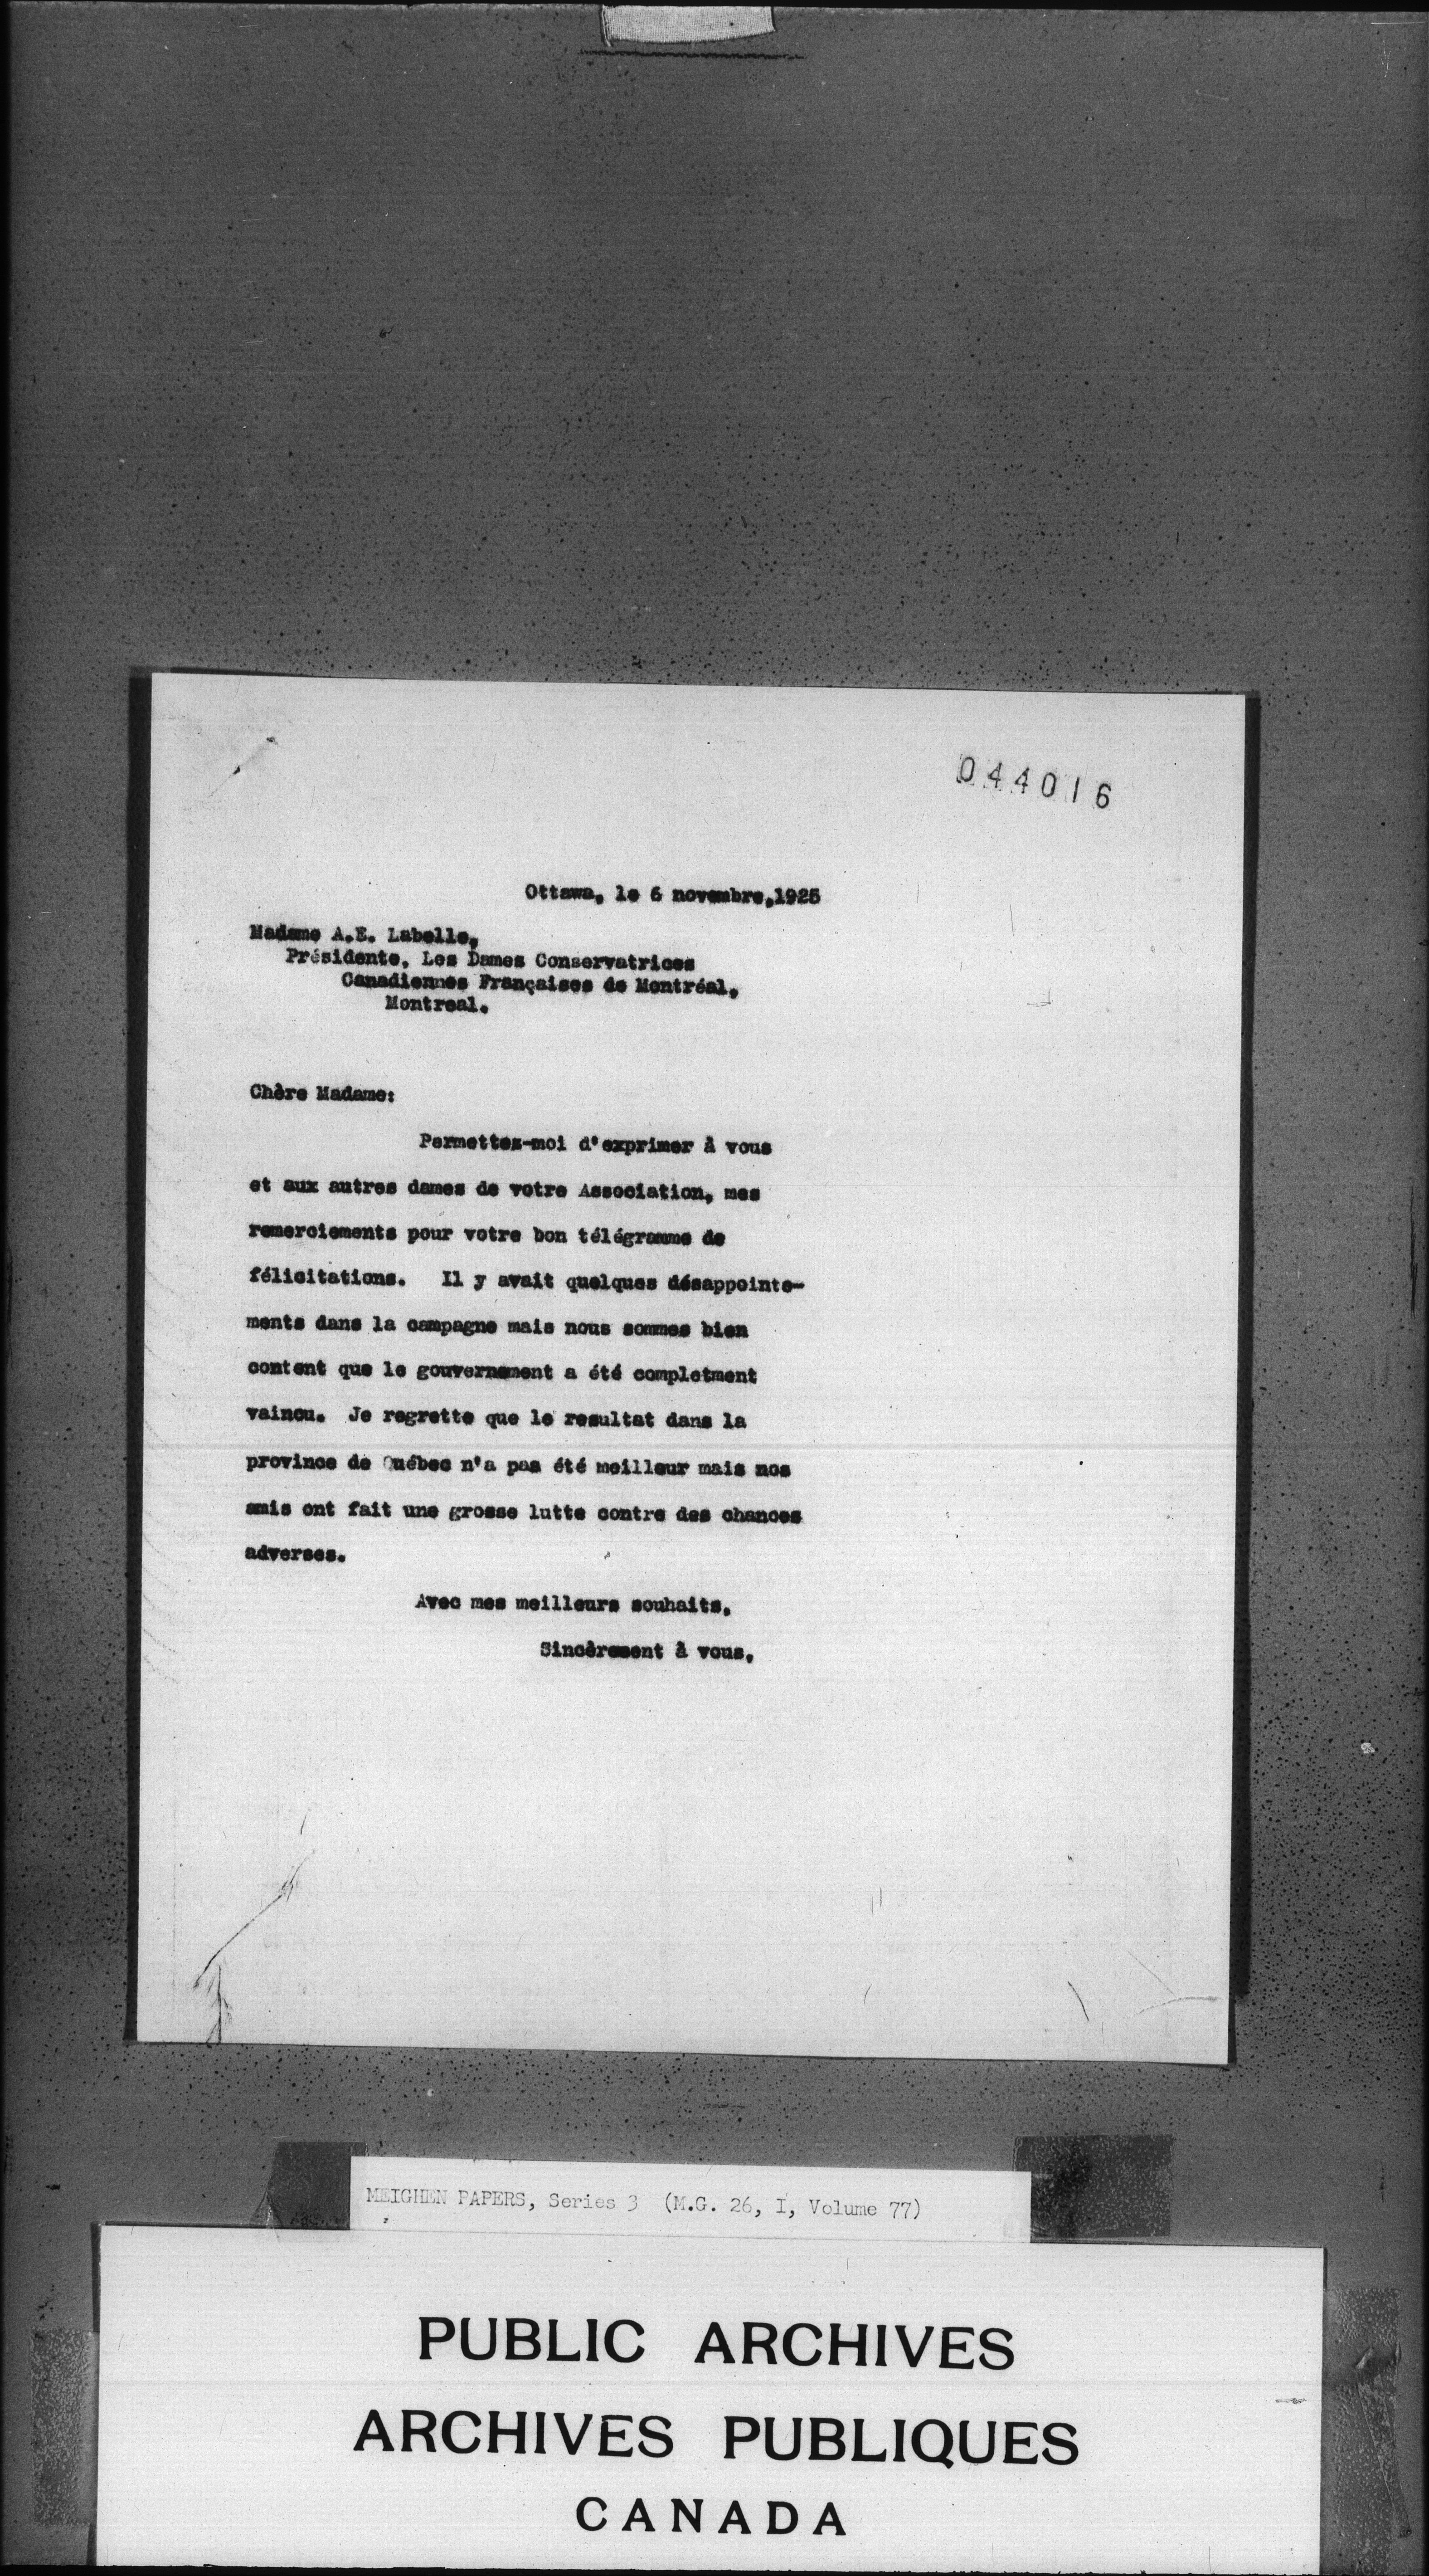 044016
Ottawa, le 6 novembre,1925
Madame A.E. Labelle,
Présidente, Les Dames Conservatrices
Canadiennes Françaises de Montréal,
Montreal.
Chère Madame:
Permettez-moi d'exprimer à vous
et aux autres dames de votre Association, mes
remerciements pour votre bon télégramme de
félicitations. Il y avait quelques désappointe-
ments dans la campagne mais nous sommes bien
content que le gouvernement a été completment
vaincu. Je regrette que le resultat dans la
province de Québec n'a pas été meilleur mais nos
amis ont fait une grosse lutte contre des chances
adverses.
Avec mes meilleurs souhaits,
Sincèrement à vous,
MEIGHEN PAPERS, Series 3 (M.G. 26, I, Volume 77)
PUBLIC ARCHIVES
ARCHIVES PUBLIQUES
CANADA